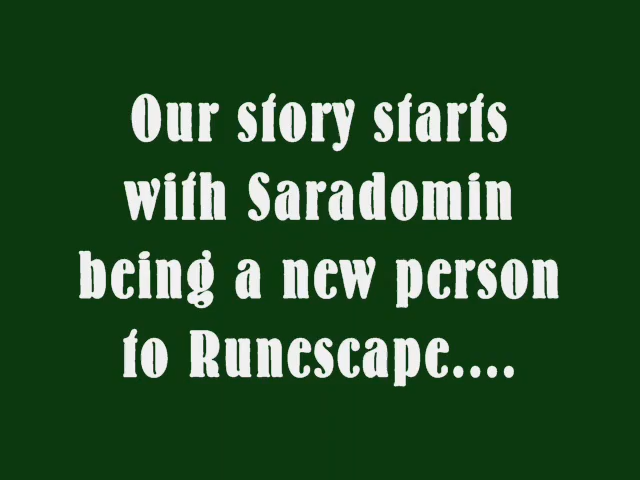 Our story starts
with Saradomin
being a new person
to Runescape....